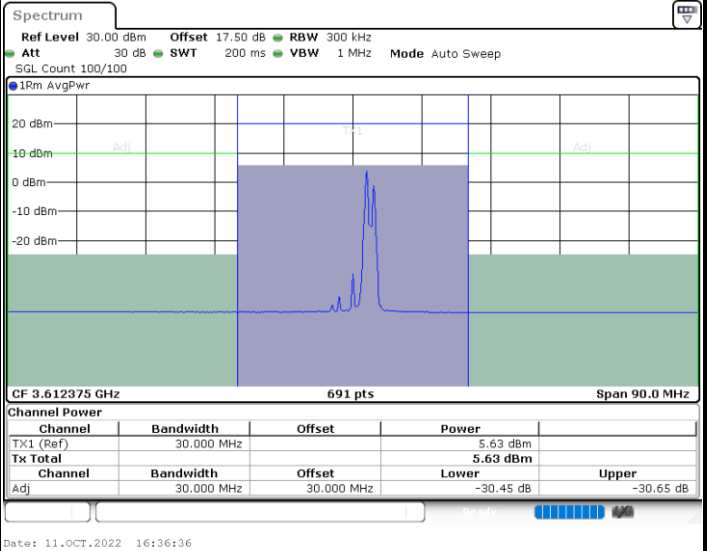 Spectrum
Ref Level 30.00 dBm Offset 17.50 dB RBW 300 kHz
Att 30 dB SWT 200 ms VBW 1 MHz Mode Auto Sweep
SGL Count 100/100
1Rm AvgPwr
20 dBm
TX1
Adj Adj
10 dBm
0 dBm
-10 dBm
-20 dBm
CF 3.612375 GHz 691 pts Span 90.0 MHz
Channel Power
Channel Bandwidth Offset Power
TX1 (Ref) 30.000 MHz 5.63 dBm
Tx Total 5.63 dBm
Channel Bandwidth Offset Lower Upper
Adj 30.000 MHz 30.000 MHz -30.45 dB -30.65 dB
Ready
Date: 11.OCT.2022 16:36:36